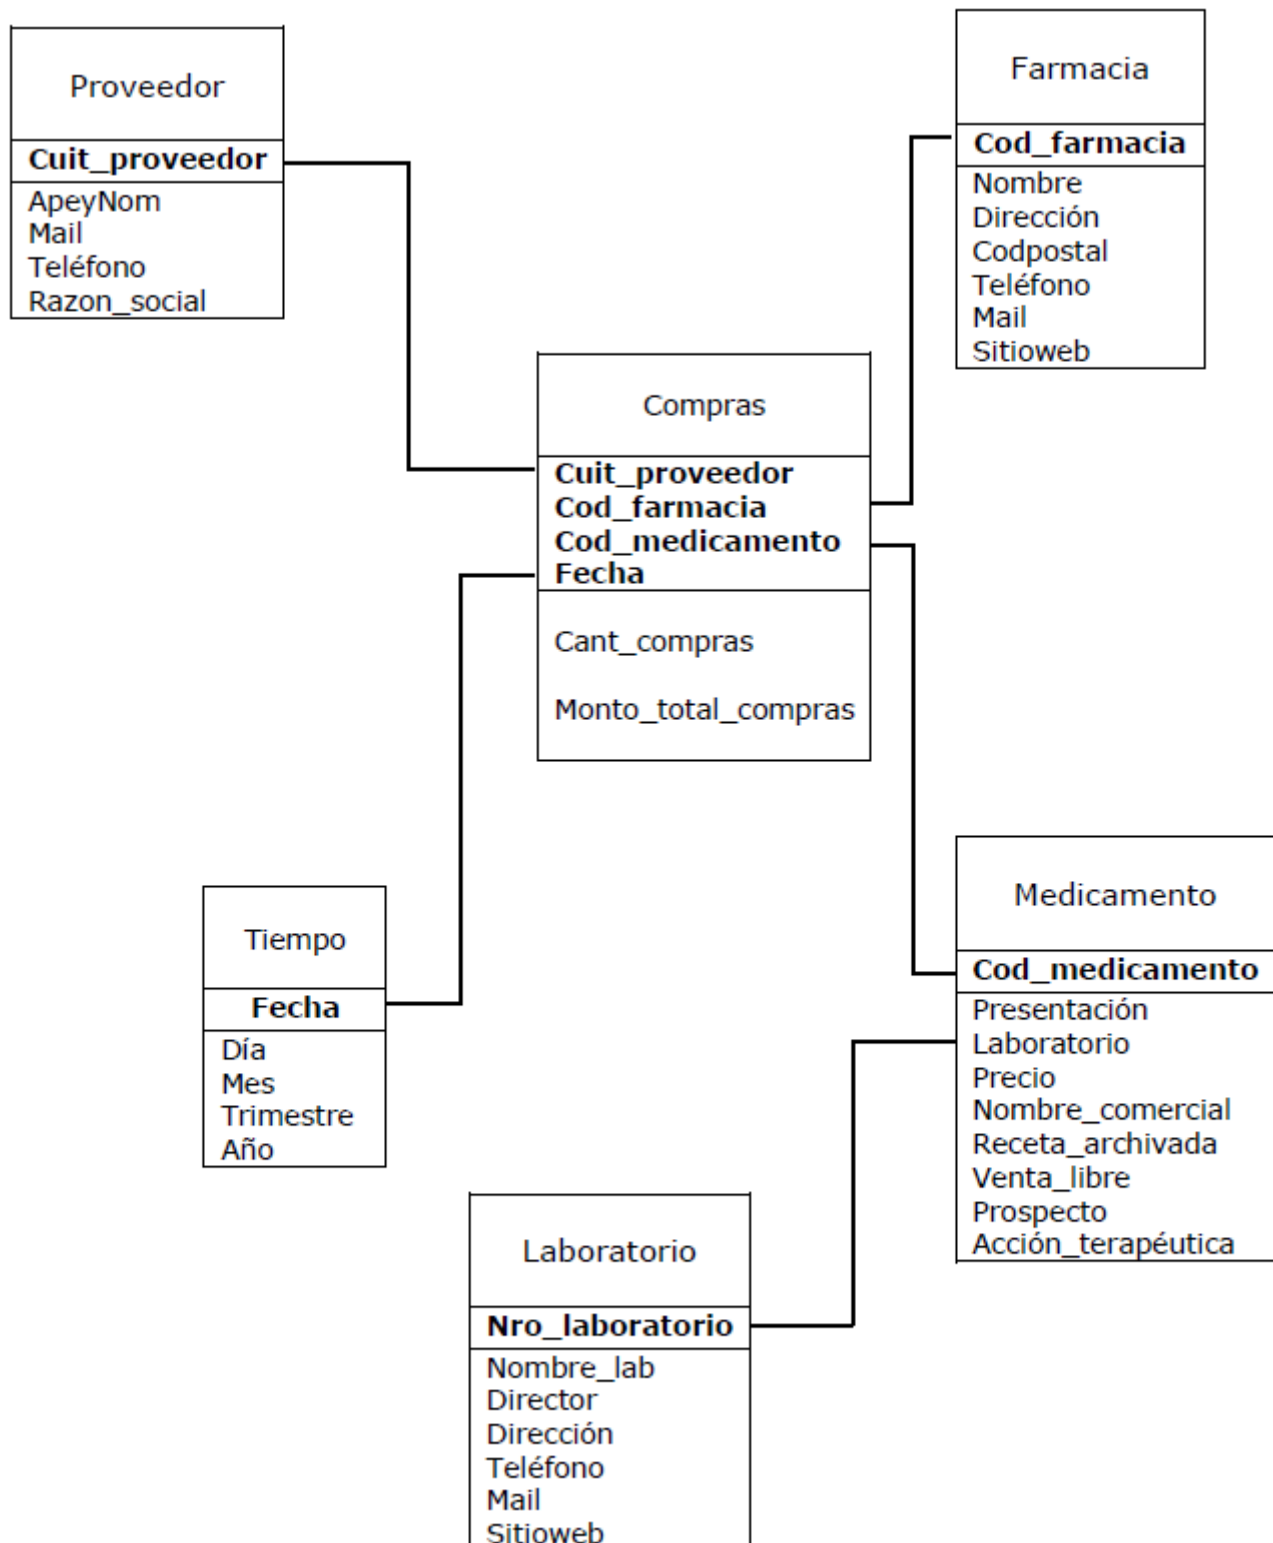 Proveedor
Cuit_proveedor
ApeyNom
Mail
Teléfono
Razon_social
Farmacia
Cod_farmacia
Nombre
Dirección
Codpostal
Teléfono
Mail
Sitioweb
Compras
Cuit_proveedor
Cod_farmacia
Cod_medicamento
Fecha
Cant_compras
Monto_total_compras
Tiempo
Fecha
Día
Mes
Trimestre
Año
Medicamento
Cod_medicamento
Presentación
Laboratorio
Precio
Nombre_comercial
Receta_archivada
Venta_libre
Prospecto
Acción_terapéutica
Laboratorio
Nro_laboratorio
Nombre_lab
Director
Dirección
Teléfono
Mail
Sitioweb